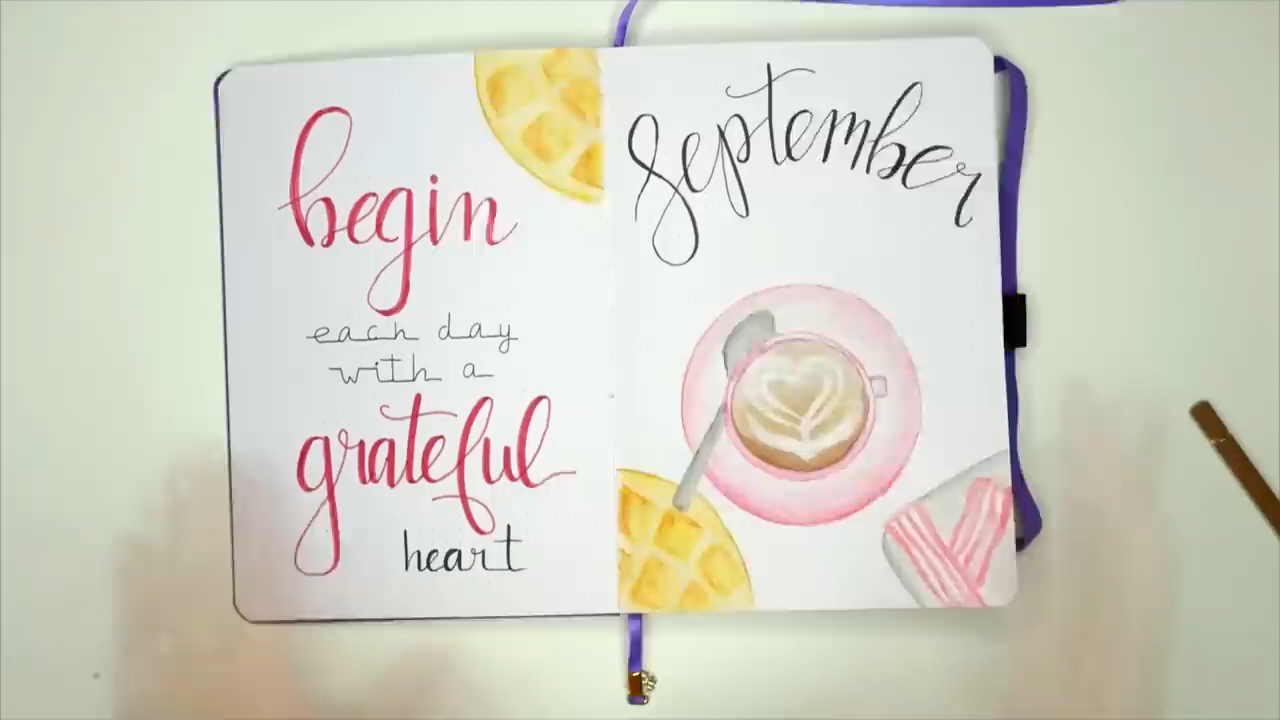 begin
each day
with a
grateful
heart
September